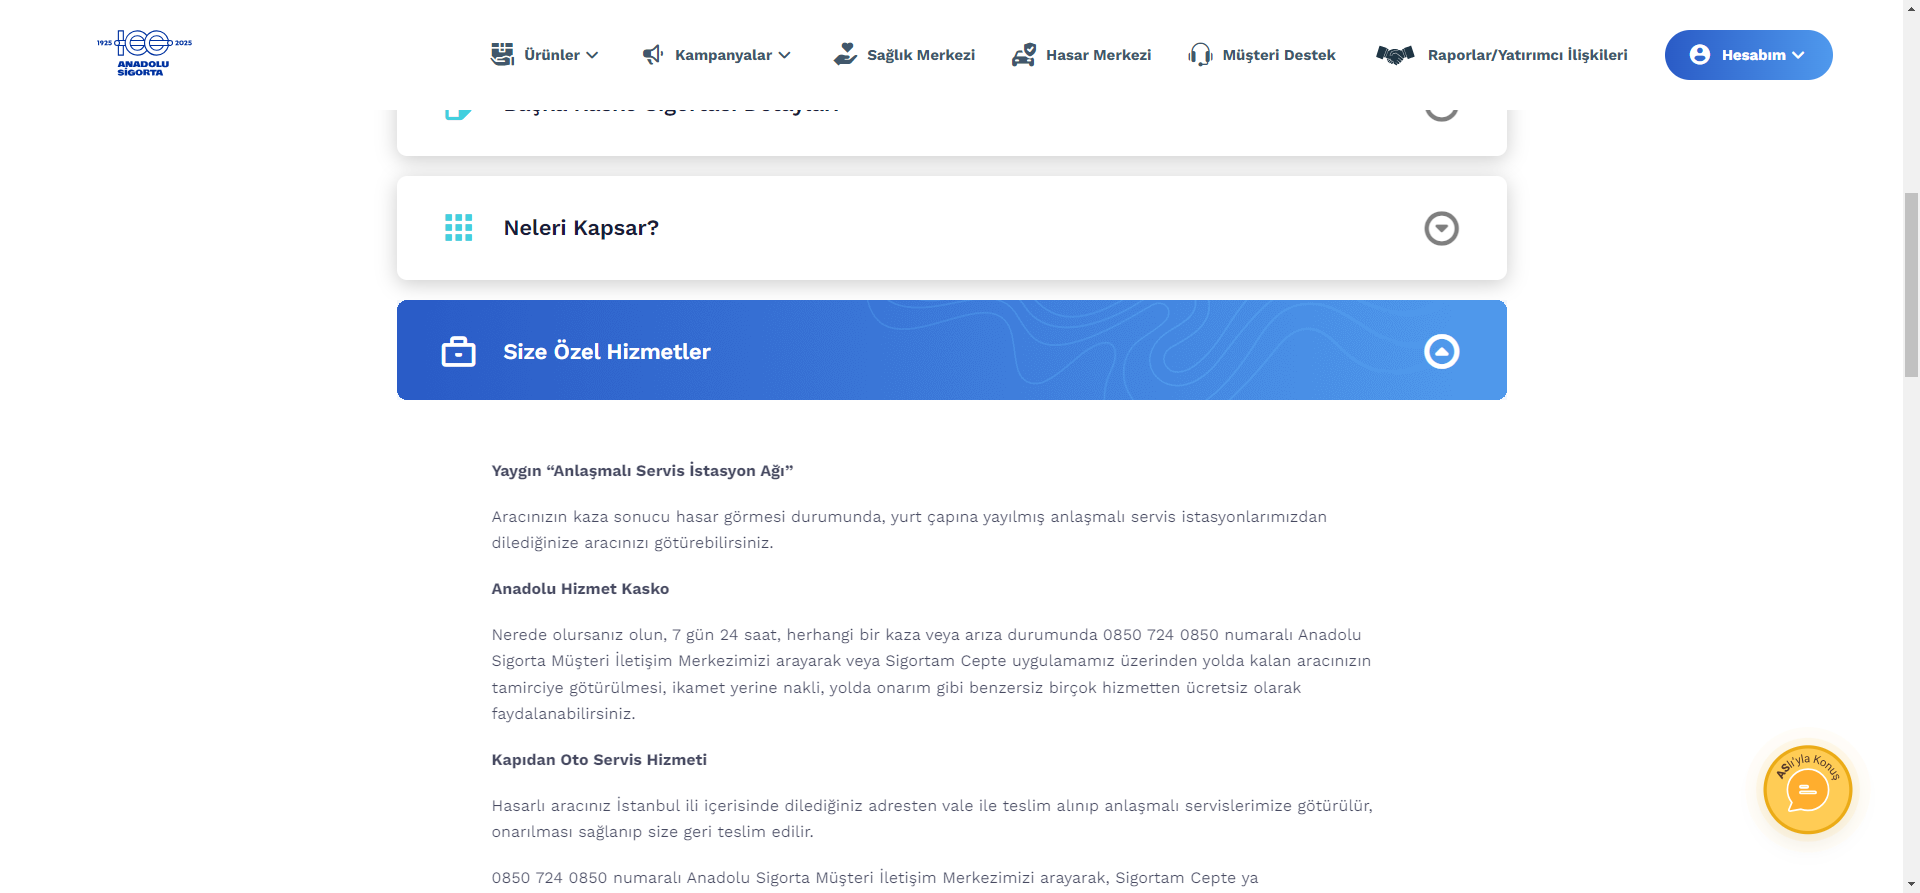 1925 100 2025
ANADOLU
SİGORTA
Ürünler
Kampanyalar
Sağlık Merkezi
Hasar Merkezi
Müşteri Destek
Raporlar/Yatırımcı İlişkileri
Hesabım
Neleri Kapsar?
Size Özel Hizmetler
Yaygın “Anlaşmalı Servis İstasyon Ağı”
Aracınızın kaza sonucu hasar görmesi durumunda, yurt çapına yayılmış anlaşmalı servis istasyonlarımızdan
dilediğinize aracınızı götürebilirsiniz.
Anadolu Hizmet Kasko
Nerede olursanız olun, 7 gün 24 saat, herhangi bir kaza veya arıza durumunda 0850 724 0850 numaralı Anadolu
Sigorta Müşteri İletişim Merkezimizi arayarak veya Sigortam Cepte uygulamamız üzerinden yolda kalan aracınızın
tamirciye götürülmesi, ikamet yerine nakli, yolda onarım gibi benzersiz birçok hizmetten ücretsiz olarak
faydalanabilirsiniz.
Kapıdan Oto Servis Hizmeti
Hasarlı aracınız İstanbul ili içerisinde dilediğiniz adresten vale ile teslim alınıp anlaşmalı servislerimize götürülür,
onarılması sağlanıp size geri teslim edilir.
0850 724 0850 numaralı Anadolu Sigorta Müşteri İletişim Merkezimizi arayarak, Sigortam Cepte ya
ASlı'yla Konuş